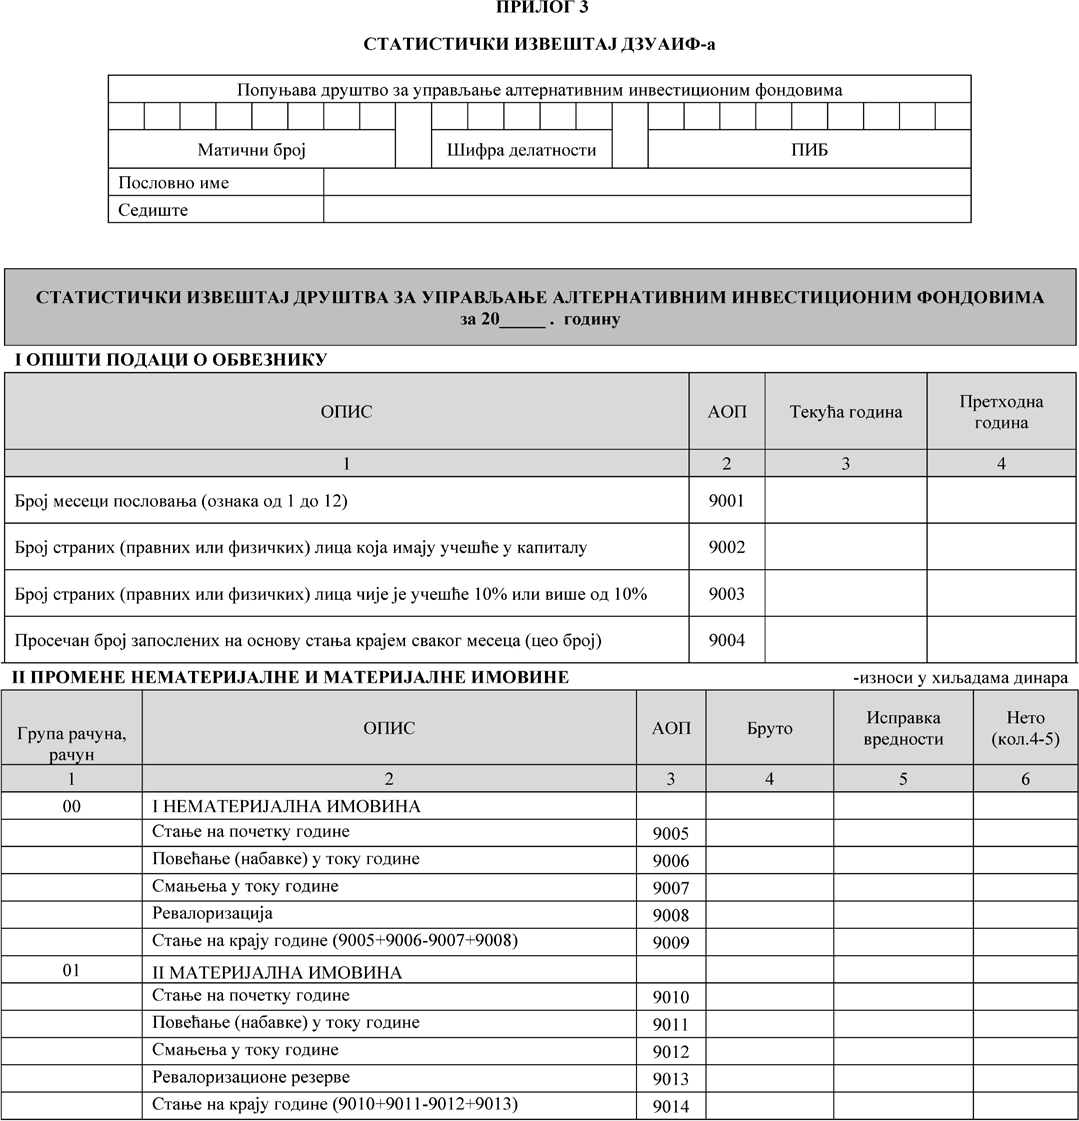 ПРИЛОГ 3
СТАТИСТИЧКИ ИЗВЕШТАЈ ДЗУАИФ-а
Попуњава друштво за управљање алтернативним инвестиционим фондовима
Матични број Шифра делатности ПИБ
Пословно име
Седиште
СТАТИСТИЧКИ ИЗВЕШТАЈ ДРУШТВА ЗА УПРАВЉАЊЕ АЛТЕРНАТИВНИМ ИНВЕСТИЦИОНИМ ФОНДОВИМА
за 20_____ . годину
I ОПШТИ ПОДАЦИ О ОБВЕЗНИКУ
ОПИС АОП Текућа година Претходна година
1 2 3 4
Број месеци пословања (ознака од 1 до 12) 9001
Број страних (правних или физичких) лица која имају учешће у капиталу 9002
Број страних (правних или физичких) лица чије је учешће 10% или више од 10% 9003
Просечан број запослених на основу стања крајем сваког месеца (цео број) 9004
II ПРОМЕНЕ НЕМАТЕРИЈАЛНЕ И МАТЕРИЈАЛНЕ ИМОВИНЕ -износи у хиљадама динара
Група рачуна, рачун ОПИС АОП Бруто Исправка вредности Нето (кол.4-5)
1 2 3 4 5 6
00 I НЕМАТЕРИЈАЛНА ИМОВИНА
Стање на почетку године 9005
Повећање (набавке) у току године 9006
Смањења у току године 9007
Ревалоризација 9008
Стање на крају године (9005+9006-9007+9008) 9009
01 II МАТЕРИЈАЛНА ИМОВИНА
Стање на почетку године 9010
Повећање (набавке) у току године 9011
Смањења у току године 9012
Ревалоризационе резерве 9013
Стање на крају године (9010+9011-9012+9013) 9014